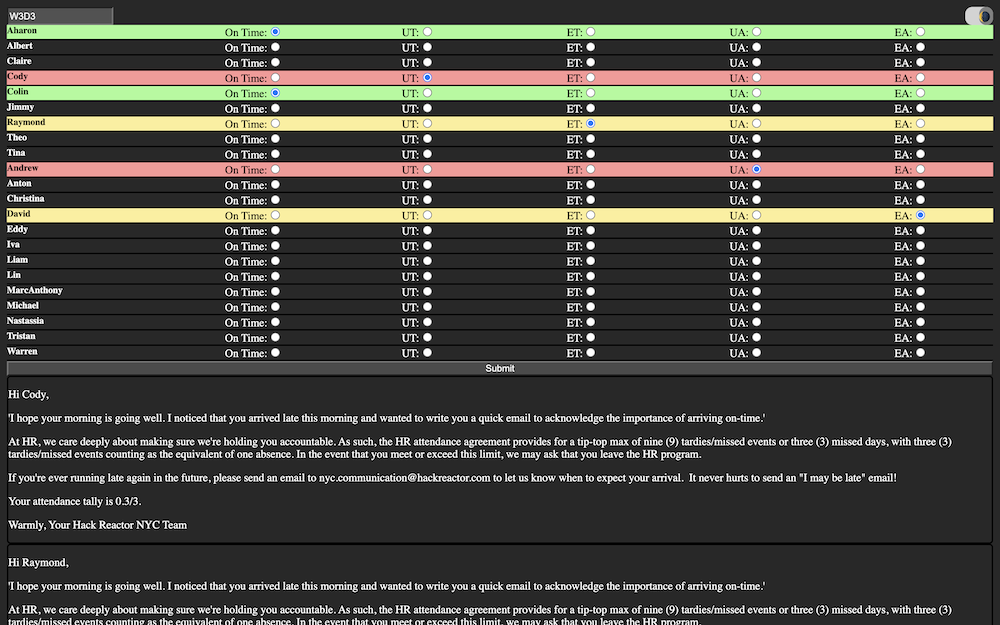 W3D3
Aharon On Time: UT: ET: UA: EA:
Albert On Time: UT: ET: UA: EA:
Claire On Time: UT: ET: UA: EA:
Cody On Time: UT: ET: UA: EA:
Colin On Time: UT: ET: UA: EA:
Jimmy On Time: UT: ET: UA: EA:
Raymond On Time: UT: ET: UA: EA:
Theo On Time: UT: ET: UA: EA:
Tina On Time: UT: ET: UA: EA:
Andrew On Time: UT: ET: UA: EA:
Anton On Time: UT: ET: UA: EA:
Christina On Time: UT: ET: UA: EA:
David On Time: UT: ET: UA: EA:
Eddy On Time: UT: ET: UA: EA:
Iva On Time: UT: ET: UA: EA:
Liam On Time: UT: ET: UA: EA:
Lin On Time: UT: ET: UA: EA:
MarcAnthony On Time: UT: ET: UA: EA:
Michael On Time: UT: ET: UA: EA:
Nastassia On Time: UT: ET: UA: EA:
Tristan On Time: UT: ET: UA: EA:
Warren On Time: UT: ET: UA: EA:
Submit
Hi Cody,
'I hope your morning is going well. I noticed that you arrived late this morning and wanted to write you a quick email to acknowledge the importance of arriving on-time.'
At HR, we care deeply about making sure we're holding you accountable. As such, the HR attendance agreement provides for a tip-top max of nine (9) tardies/missed events or three (3) missed days, with three (3)
tardies/missed events counting as the equivalent of one absence. In the event that you meet or exceed this limit, we may ask that you leave the HR program.
If you're ever running late again in the future, please send an email to nyc.communication@hackreactor.com to let us know when to expect your arrival. It never hurts to send an "I may be late" email!
Your attendance tally is 0.3/3.
Warmly, Your Hack Reactor NYC Team
Hi Raymond,
'I hope your morning is going well. I noticed that you arrived late this morning and wanted to write you a quick email to acknowledge the importance of arriving on-time.'
At HR, we care deeply about making sure we're holding you accountable. As such, the HR attendance agreement provides for a tip-top max of nine (9) tardies/missed events or three (3) missed days, with three (3)
tardies/missed events counting as the equivalent of one absence. In the event that you meet or exceed this limit, we may ask that you leave the HR program.